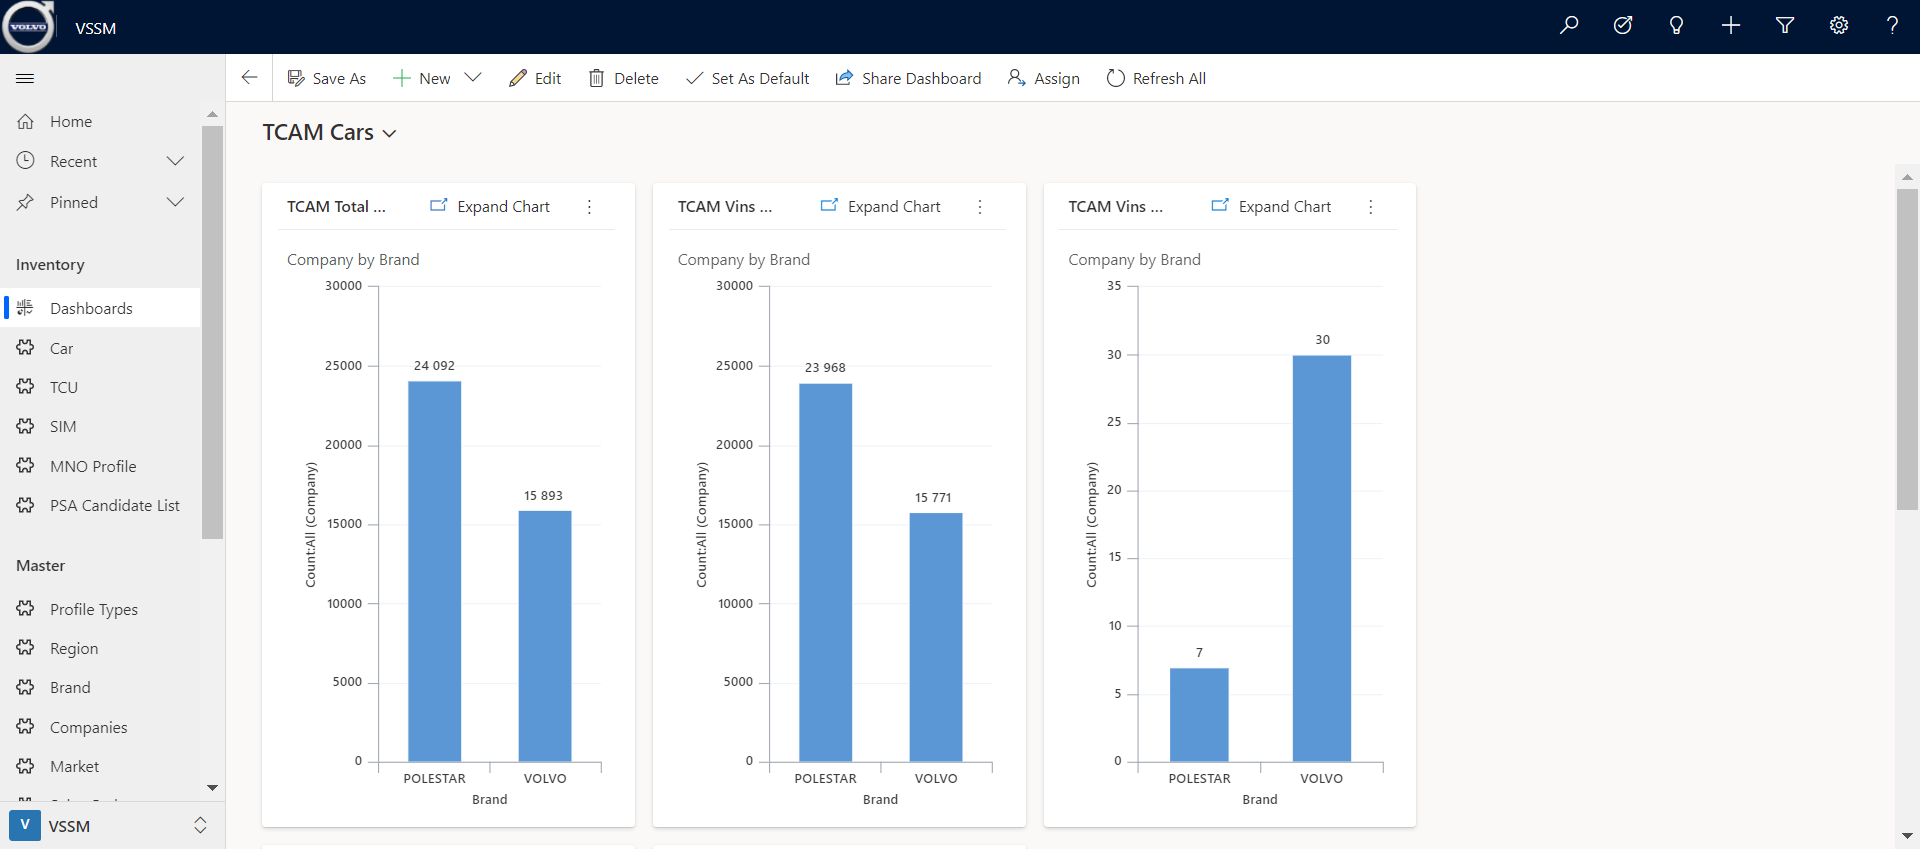 VOLVO
VSSM
Save As
New
Edit
Delete
Set As Default
Share Dashboard
Assign
Refresh All
Home
Recent
Pinned
Inventory
Dashboards
Car
TCU
SIM
MNO Profile
PSA Candidate List
Master
Profile Types
Region
Brand
Companies
Market
V
VSSM
TCAM Cars
TCAM Total ...
Expand Chart
Company by Brand
30000
25000
20000
15000
10000
5000
0
Count:All (Company)
24 092
15 893
POLESTAR
VOLVO
Brand
TCAM Vins ...
Expand Chart
Company by Brand
30000
25000
20000
15000
10000
5000
0
Count:All (Company)
23 968
15 771
POLESTAR
VOLVO
Brand
TCAM Vins ...
Expand Chart
Company by Brand
35
30
25
20
15
10
5
0
Count:All (Company)
7
30
POLESTAR
VOLVO
Brand